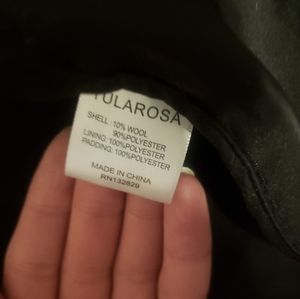 TULAROSA
SHELL :10% WOOL
90%POLYESTER
LINING: 100%POLYESTER
PADDING: 100%POLYESTER
MADE IN CHINA
RN132829